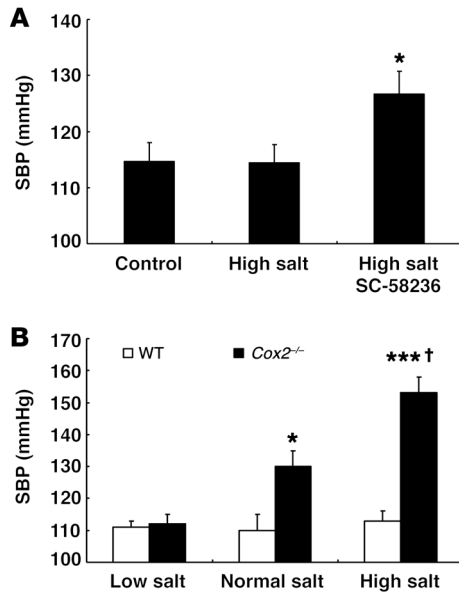 A
SBP (mmHg)
140
130
120
110
100
*
Control
High salt
High salt
SC-58236
B
SBP (mmHg)
170
160
150
140
130
120
110
100
WT
Cox2⁻/⁻
*
***†
Low salt
Normal salt
High salt